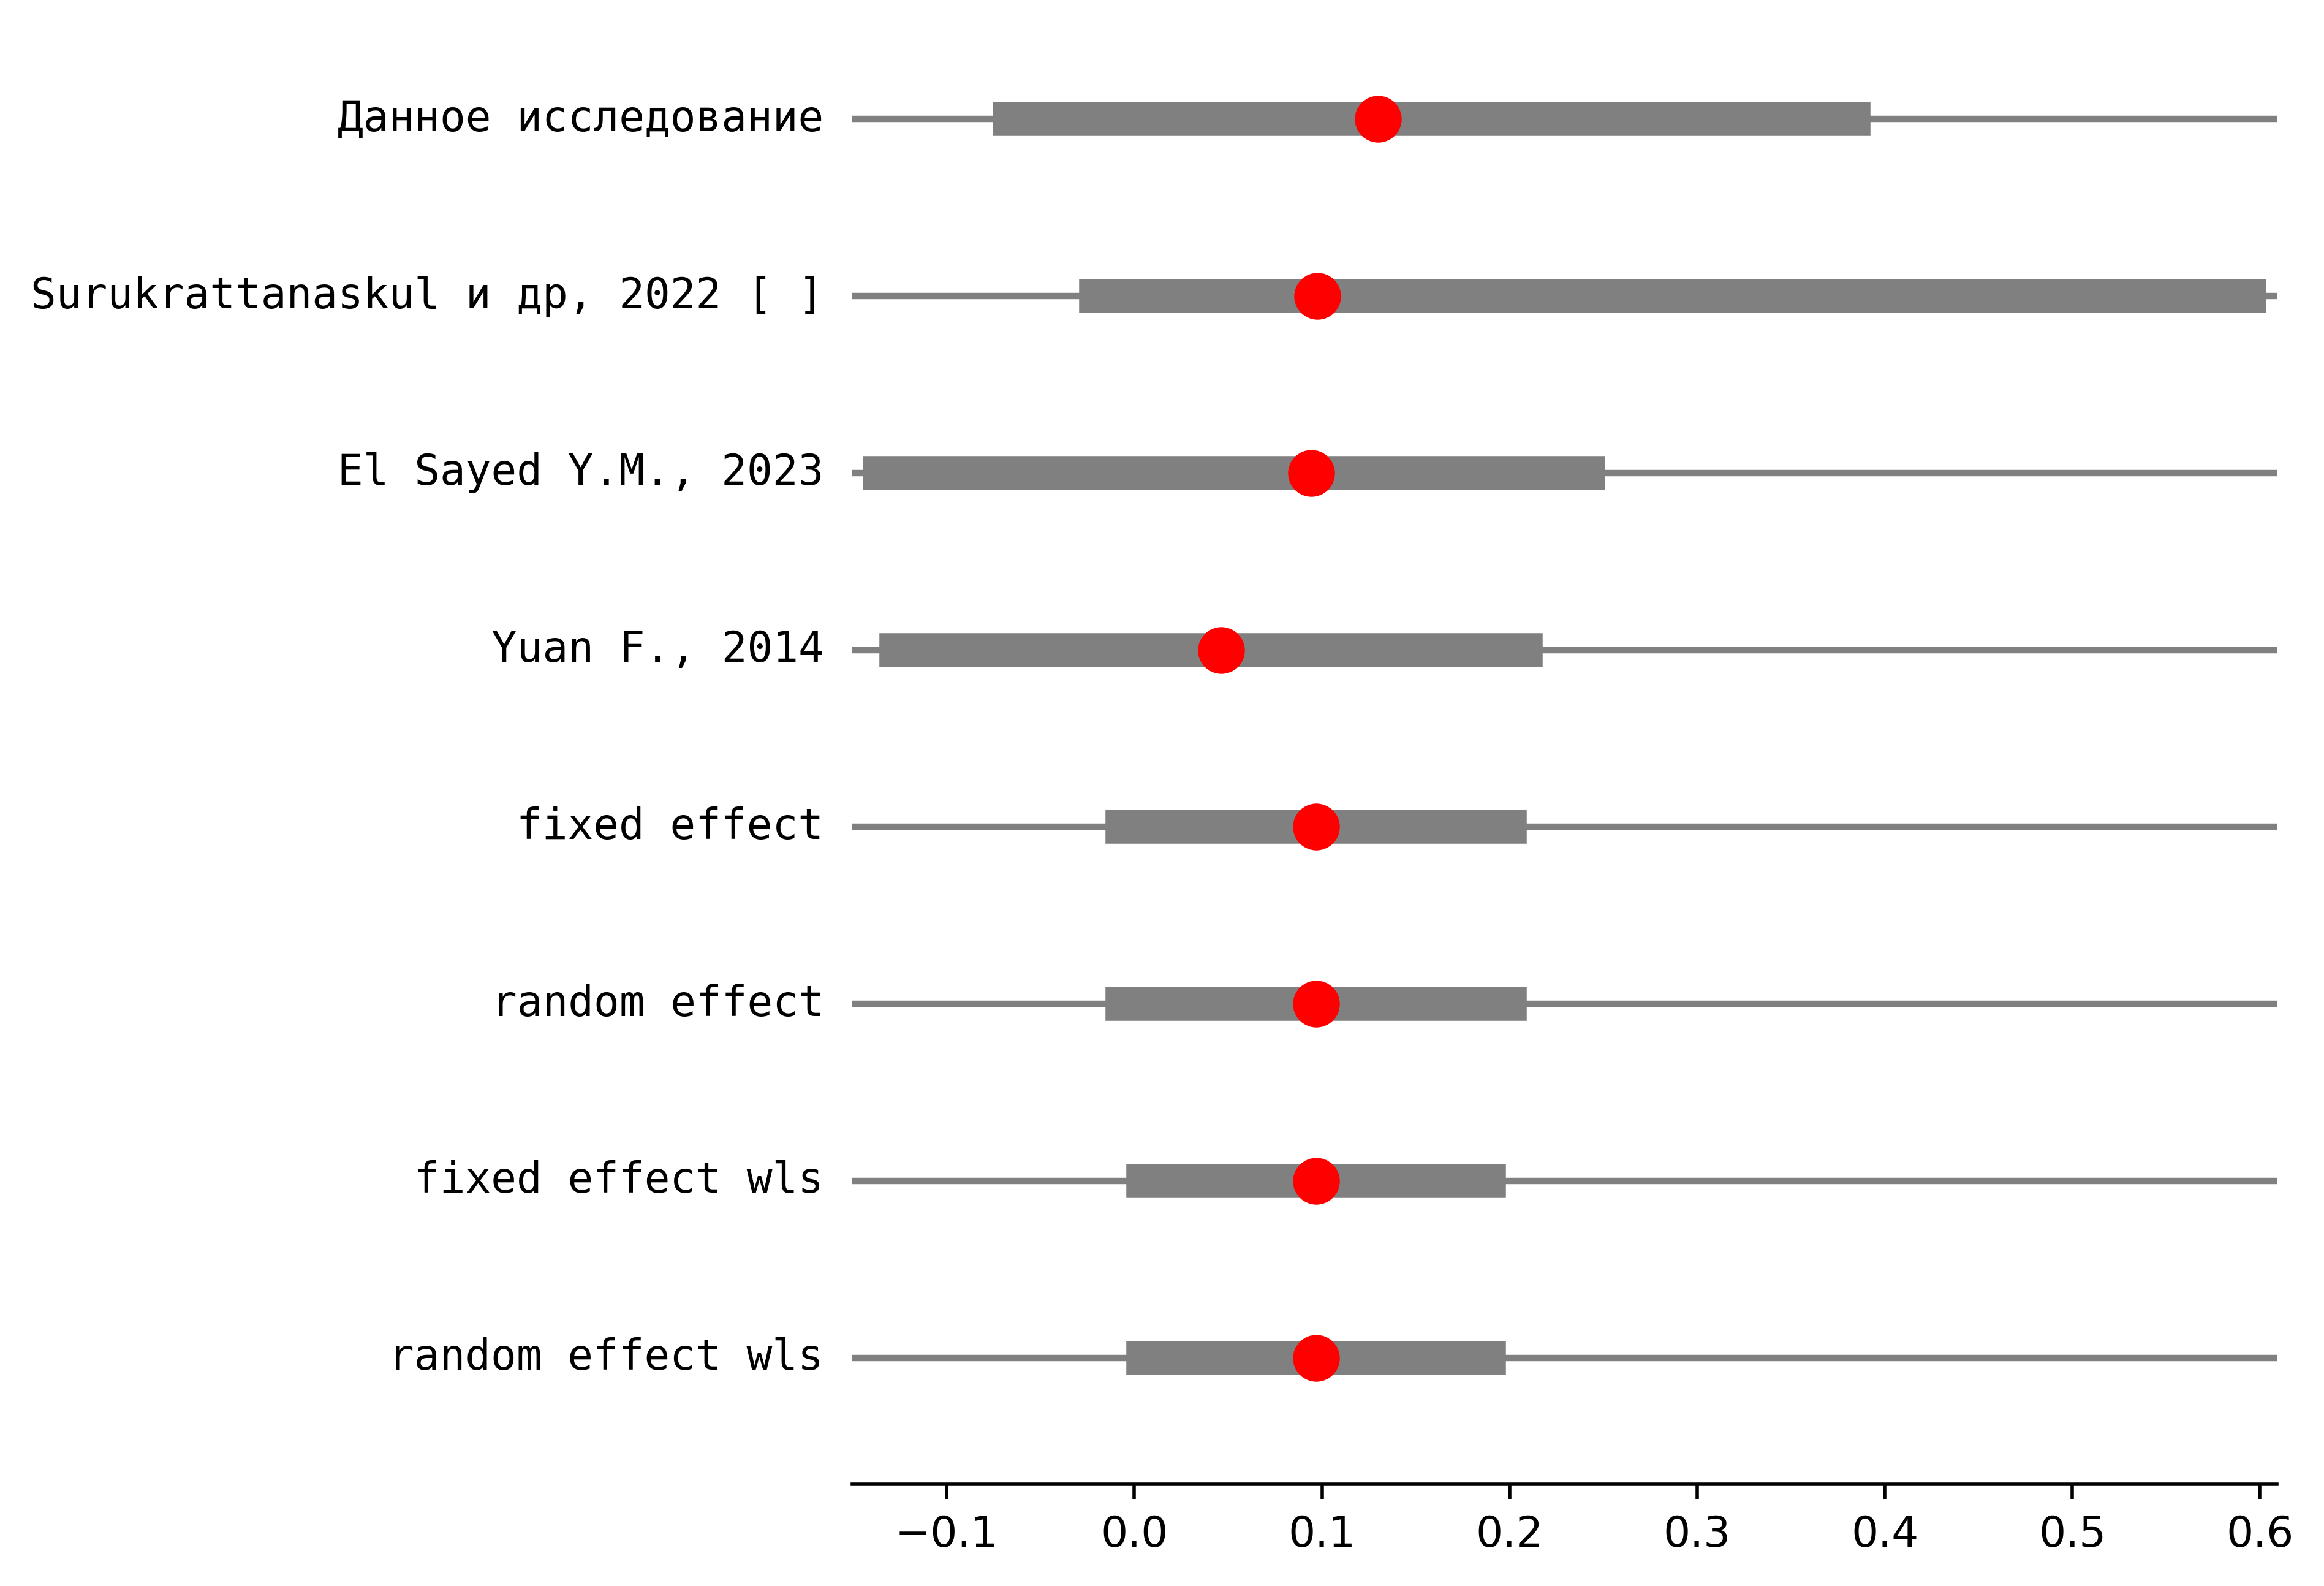 Данное исследование
Surukrattanaskul и др, 2022 [ ]
El Sayed Y.M., 2023
Yuan F., 2014
fixed effect
random effect
fixed effect wls
random effect wls
−0.1 0.0 0.1 0.2 0.3 0.4 0.5 0.6